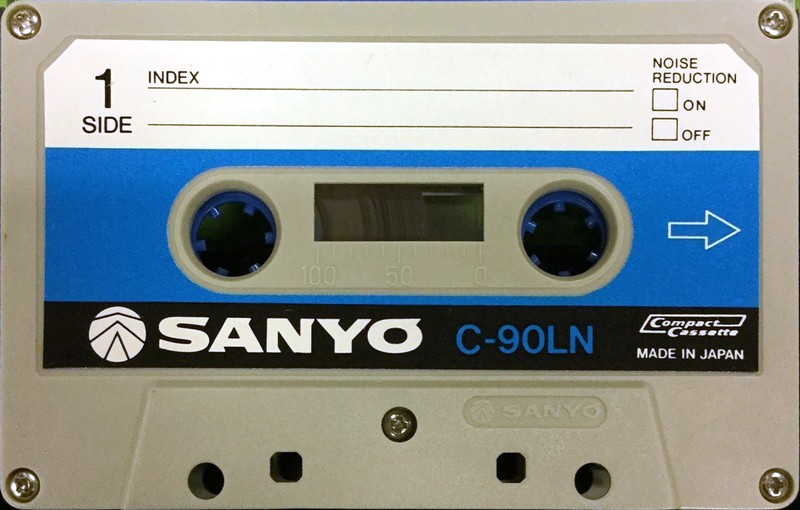 1
SIDE
INDEX
NOISE
REDUCTION
ON
OFF
100 50 0
SANYO C-90LN
Compact
Cassette
MADE IN JAPAN
SANYO